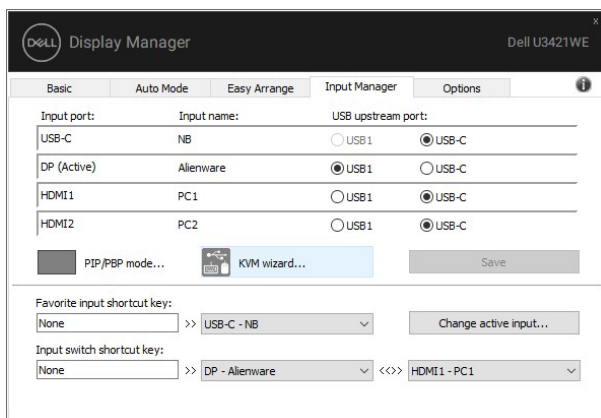 x
DELL Display Manager Dell U3421WE
Basic Auto Mode Easy Arrange Input Manager Options i
Input port: Input name: USB upstream port:
USB-C NB USB1 USB-C
DP (Active) Alienware USB1 USB-C
HDMI1 PC1 USB1 USB-C
HDMI2 PC2 USB1 USB-C
PIP/PBP mode... KVM wizard... Save
Favorite input shortcut key:
None >> USB-C - NB Change active input...
Input switch shortcut key:
None >> DP - Alienware <<>> HDMI1 - PC1